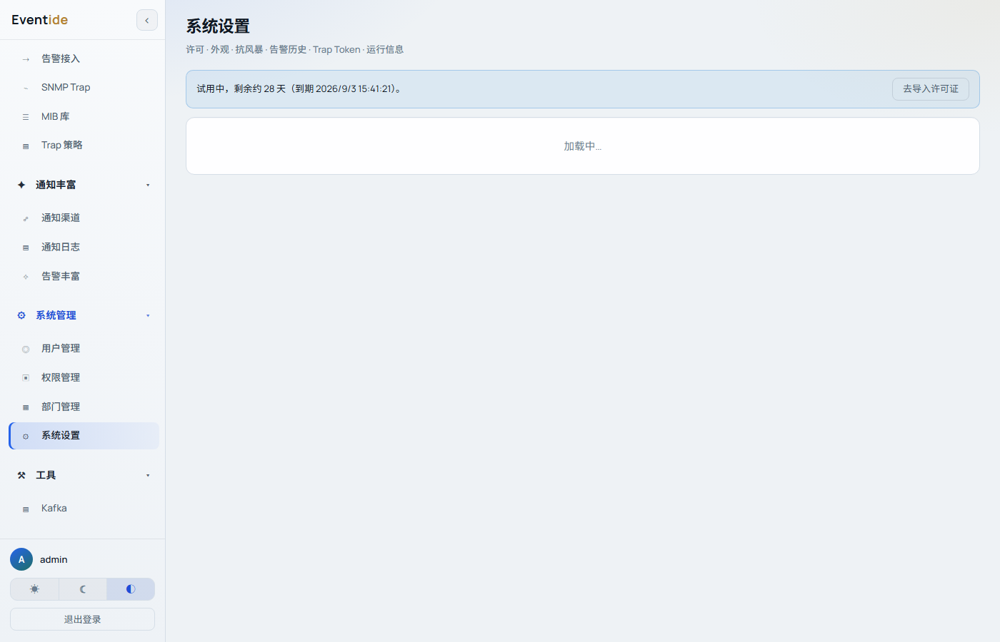 Eventide
告警接入
SNMP Trap
MIB 库
Trap 策略
通知丰富
通知渠道
通知日志
告警丰富
系统管理
用户管理
权限管理
部门管理
系统设置
工具
Kafka
A admin
退出登录
系统设置
许可 · 外观 · 抗风暴 · 告警历史 · Trap Token · 运行信息
试用中，剩余约 28 天（到期 2026/9/3 15:41:21）。
去导入许可证
加载中…